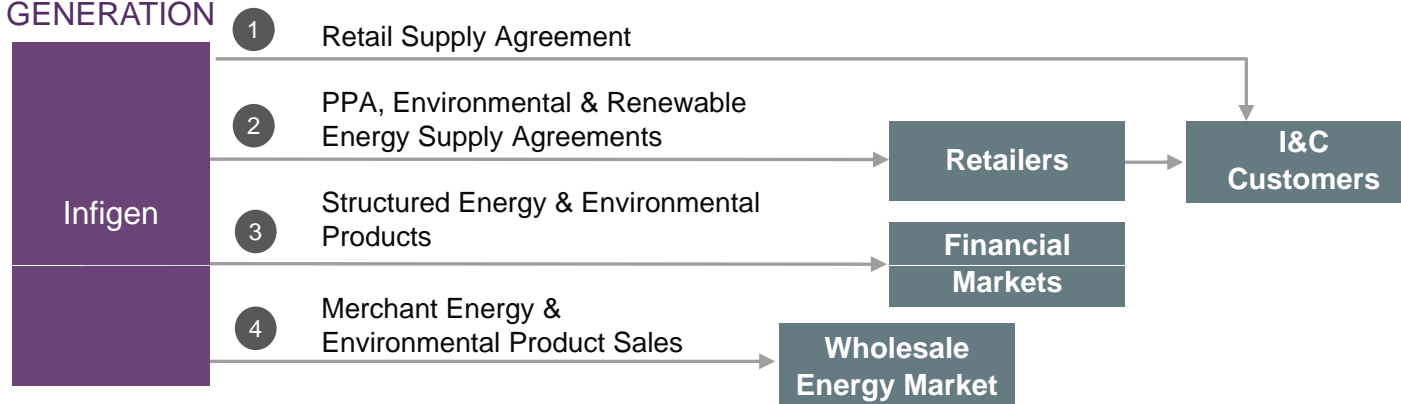 GENERATION
1
Retail Supply Agreement
2
PPA, Environmental & Renewable
Energy Supply Agreements
Retailers
I&C
Customers
Infigen
3
Structured Energy & Environmental
Products
Financial
Markets
4
Merchant Energy &
Environmental Product Sales
Wholesale
Energy Market